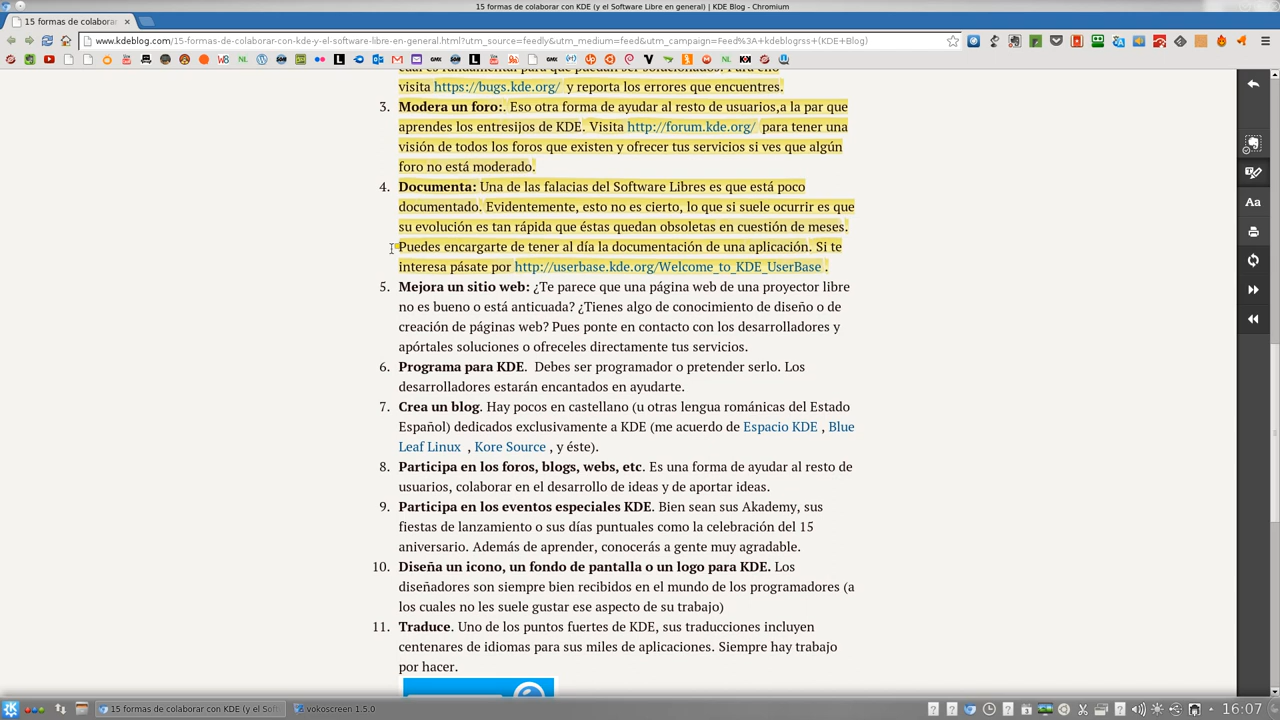 15 formas de colaborar con KDE (y el Software Libre en general) | KDE Blog - Chromium
15 formas de colaborar
www.kdeblog.com/15-formas-de-colaborar-con-kde-y-el-software-libre-en-general.html?utm_source=feedly&utm_medium=feed&utm_campaign=Feed%3A+kdeblogrss+(KDE+Blog)
visita https://bugs.kde.org/ y reporta los errores que encuentres.
3. Modera un foro:. Eso otra forma de ayudar al resto de usuarios,a la par que
aprendes los entresijos de KDE. Visita http://forum.kde.org/ para tener una
visión de todos los foros que existen y ofrecer tus servicios si ves que algún
foro no está moderado.
4. Documenta: Una de las falacias del Software Libres es que está poco
documentado. Evidentemente, esto no es cierto, lo que si suele ocurrir es que
su evolución es tan rápida que éstas quedan obsoletas en cuestión de meses.
Puedes encargarte de tener al día la documentación de una aplicación. Si te
interesa pásate por http://userbase.kde.org/Welcome_to_KDE_UserBase .
5. Mejora un sitio web: ¿Te parece que una página web de una proyector libre
no es bueno o está anticuada? ¿Tienes algo de conocimiento de diseño o de
creación de páginas web? Pues ponte en contacto con los desarrolladores y
apórtales soluciones o ofreceles directamente tus servicios.
6. Programa para KDE. Debes ser programador o pretender serlo. Los
desarrolladores estarán encantados en ayudarte.
7. Crea un blog. Hay pocos en castellano (u otras lengua románicas del Estado
Español) dedicados exclusivamente a KDE (me acuerdo de Espacio KDE , Blue
Leaf Linux , Kore Source , y éste).
8. Participa en los foros, blogs, webs, etc. Es una forma de ayudar al resto de
usuarios, colaborar en el desarrollo de ideas y de aportar ideas.
9. Participa en los eventos especiales KDE. Bien sean sus Akademy, sus
fiestas de lanzamiento o sus días puntuales como la celebración del 15
aniversario. Además de aprender, conocerás a gente muy agradable.
10. Diseña un icono, un fondo de pantalla o un logo para KDE. Los
diseñadores son siempre bien recibidos en el mundo de los programadores (a
los cuales no les suele gustar ese aspecto de su trabajo)
11. Traduce. Uno de los puntos fuertes de KDE, sus traducciones incluyen
centenares de idiomas para sus miles de aplicaciones. Siempre hay trabajo
por hacer.
Aa
15 formas de colaborar con KDE (y el Soft
vokoscreen 1.5.0
16:07